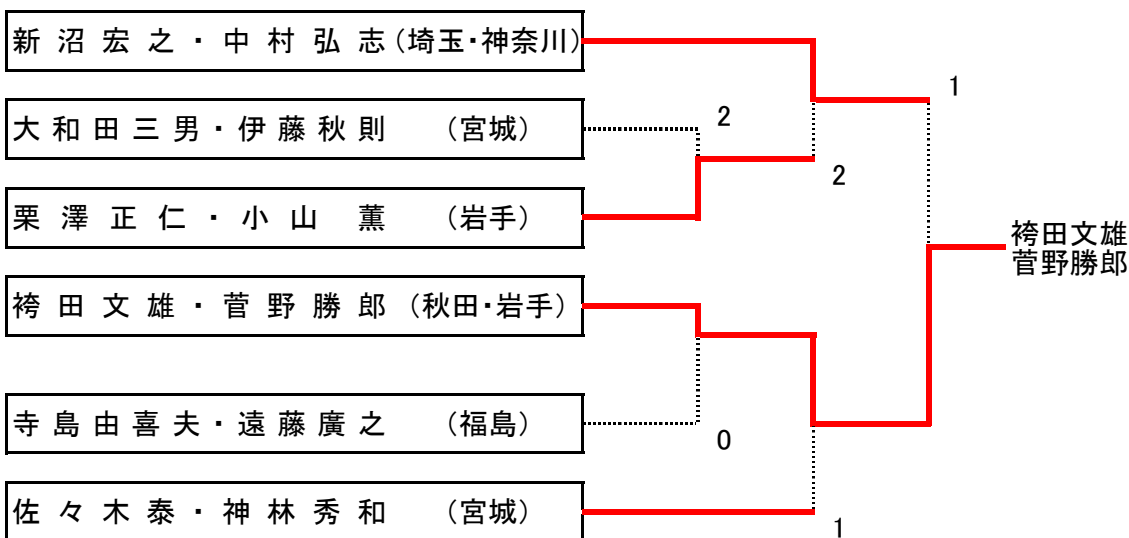 新沼宏之・中村弘志(埼玉・神奈川)
1
大和田三男・伊藤秋則 (宮城)
2
2
栗澤正仁・小山 薫 (岩手)
袴田文雄
菅野勝郎
袴田文雄・菅野勝郎 (秋田・岩手)
寺島由喜夫・遠藤廣之 (福島)
0
佐々木泰・神林秀和 (宮城)
1